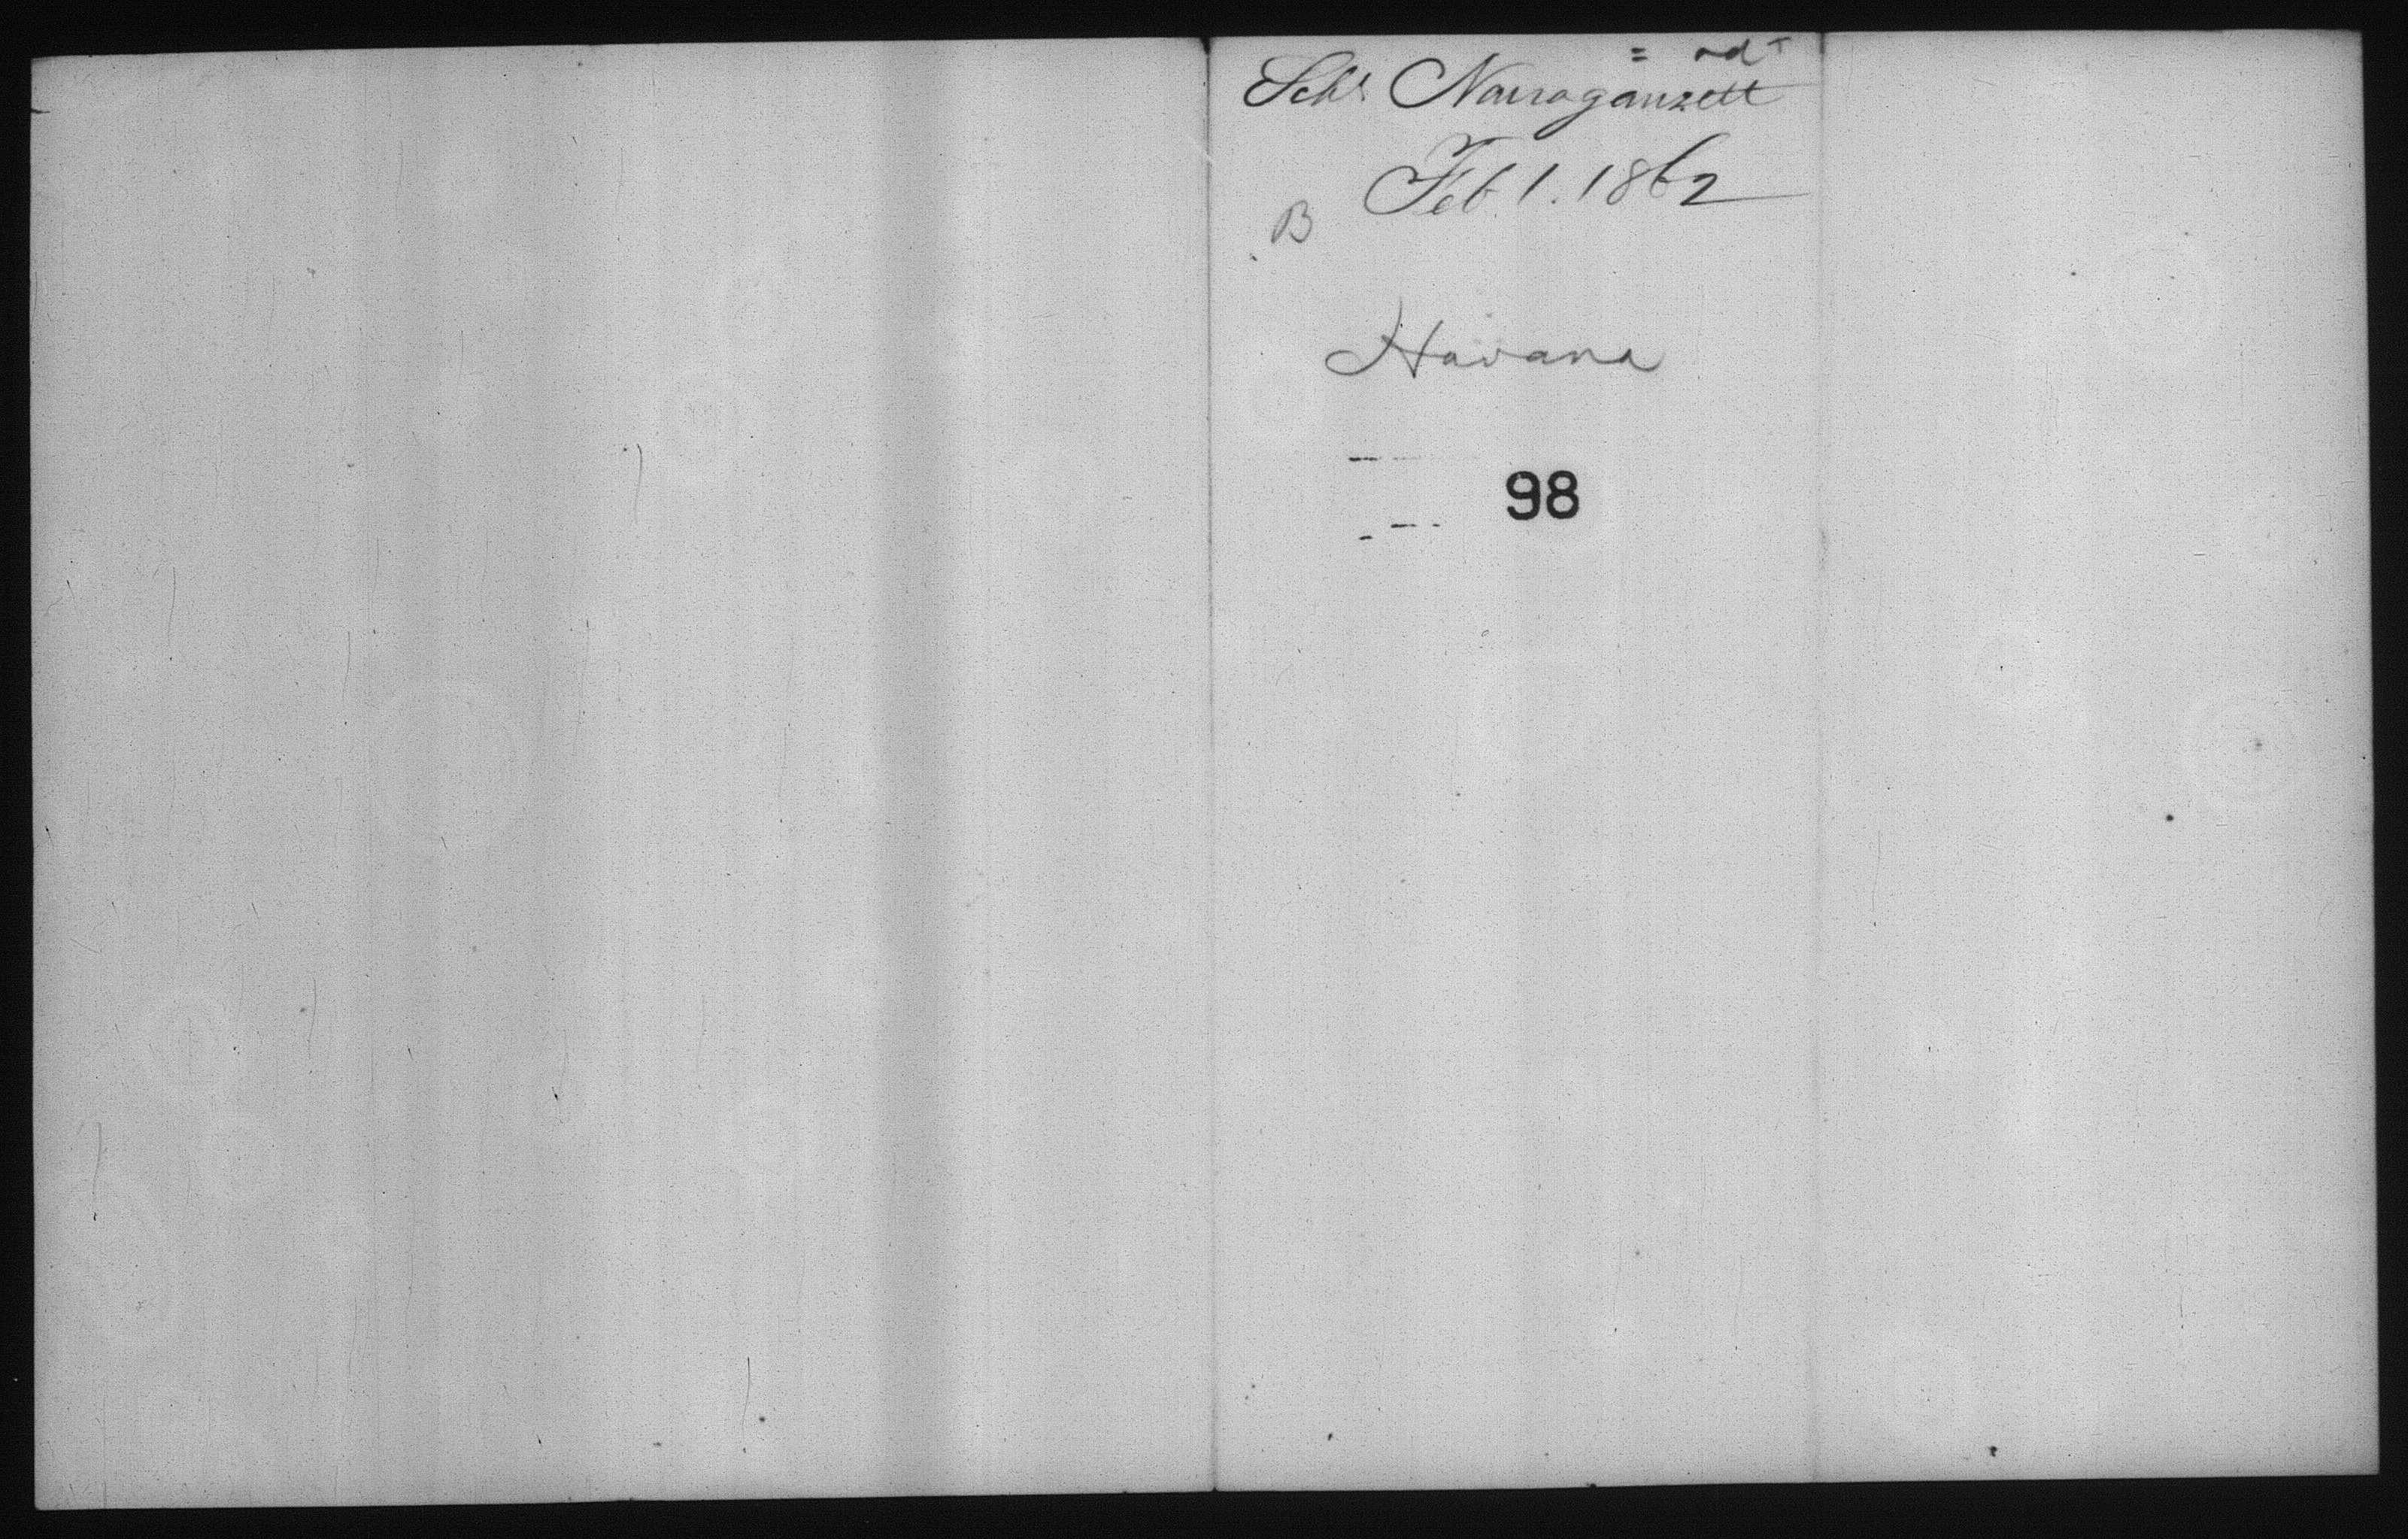 Schr Narraganzett
Feb 1. 1862
B
Havana
98